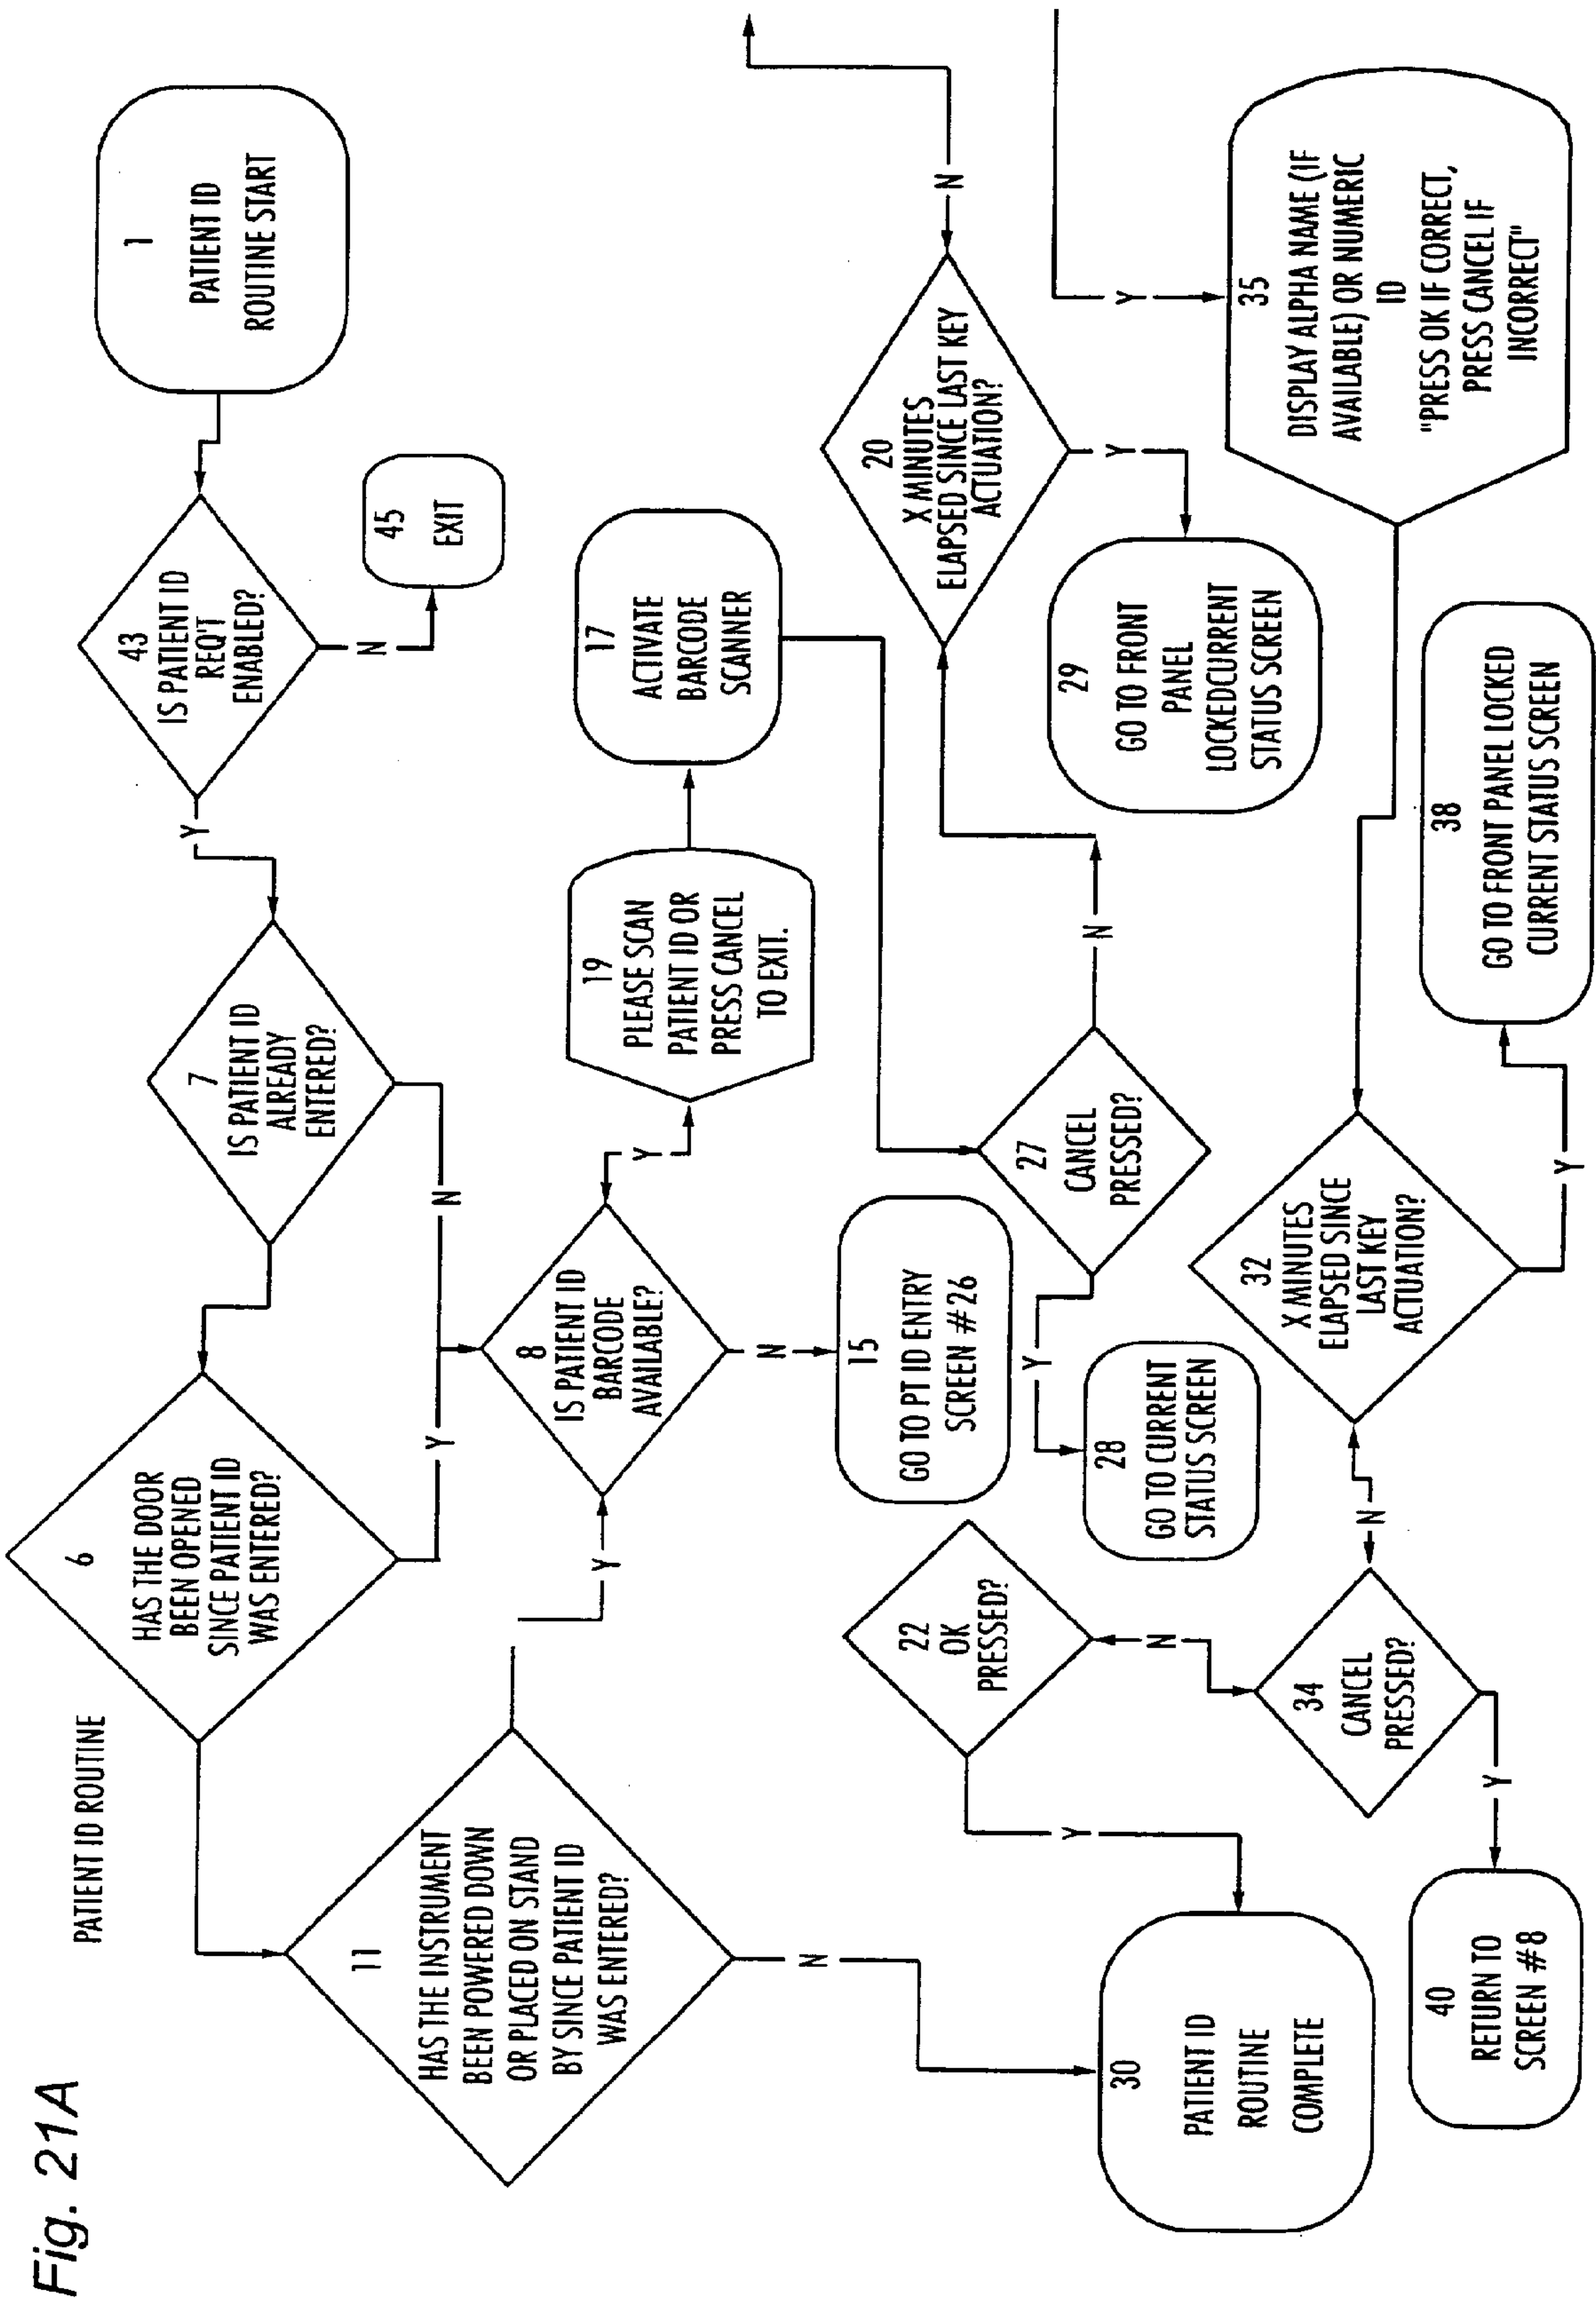 Fig. 21A
PATIENT ID ROUTINE
1
PATIENT ID
ROUTINE START
43
IS PATIENT ID
REQ'T
ENABLED?
N
45
EXIT
Y
7
IS PATIENT ID
ALREADY
ENTERED?
N
6
HAS THE DOOR
BEEN OPENED
SINCE PATIENT ID
WAS ENTERED?
Y
11
HAS THE INSTRUMENT
BEEN POWERED DOWN
OR PLACED ON STAND
BY SINCE PATIENT ID
WAS ENTERED?
Y
N
8
IS PATIENT ID
BARCODE
AVAILABLE?
Y
N
15
GO TO PT ID ENTRY
SCREEN #26
19
PLEASE SCAN
PATIENT ID OR
PRESS CANCEL
TO EXIT.
17
ACTIVATE
BARCODE
SCANNER
27
CANCEL
PRESSED?
Y
N
28
GO TO CURRENT
STATUS SCREEN
20
X MINUTES
ELAPSED SINCE LAST KEY
ACTUATION?
N
Y
29
GO TO FRONT
PANEL
LOCKEDCURRENT
STATUS SCREEN
Y
35
DISPLAY ALPHA NAME (IF
AVAILABLE) OR NUMERIC
ID
"PRESS OK IF CORRECT,
PRESS CANCEL IF
INCORRECT"
32
X MINUTES
ELAPSED SINCE
LAST KEY
ACTUATION?
Y
38
GO TO FRONT PANEL LOCKED
CURRENT STATUS SCREEN
N
34
CANCEL
PRESSED?
Y
40
RETURN TO
SCREEN #8
N
22
OK
PRESSED?
Y
30
PATIENT ID
ROUTINE
COMPLETE